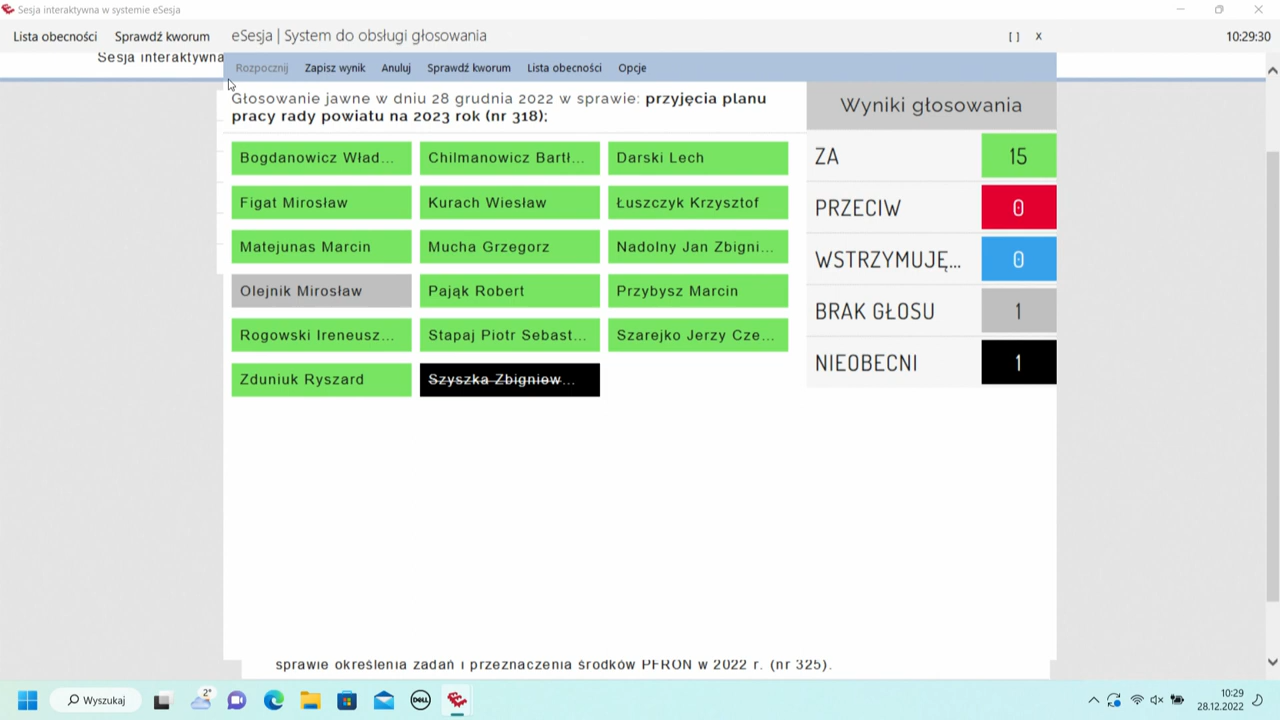 Sesja interaktywna w systemie eSesja
Lista obecności Sprawdź kworum eSesja | System do obsługi głosowania [ ] x 10:29:30
Sesja interaktywna
Rozpocznij Zapisz wynik Anuluj Sprawdź kworum Lista obecności Opcje
Głosowanie jawne w dniu 28 grudnia 2022 w sprawie: przyjęcia planu
pracy rady powiatu na 2023 rok (nr 318);
Bogdanowicz Wład... Chilmanowicz Bartł... Darski Lech
Figat Mirosław Kurach Wiesław Łuszczyk Krzysztof
Matejunas Marcin Mucha Grzegorz Nadolny Jan Zbigni...
Olejnik Mirosław Pająk Robert Przybysz Marcin
Rogowski Ireneusz... Stapaj Piotr Sebast... Szarejko Jerzy Cze...
Zduniuk Ryszard Szyszka Zbigniew...
Wyniki głosowania
ZA 15
PRZECIW 0
WSTRZYMUJĘ... 0
BRAK GŁOSU 1
NIEOBECNI 1
sprawie określenia zadań i przeznaczenia środków PFRON w 2022 r. (nr 325).
2°
Wyszukaj
DELL
10:29
28.12.2022